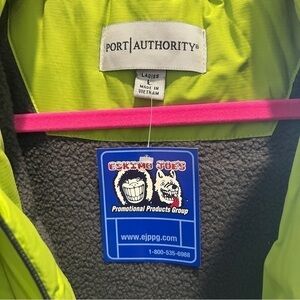 PORT AUTHORITY®
LADIES
L
MADE IN
VIETNAM
ESKIMO JOE'S
Promotional Products Group
www.ejppg.com
1-800-535-6988